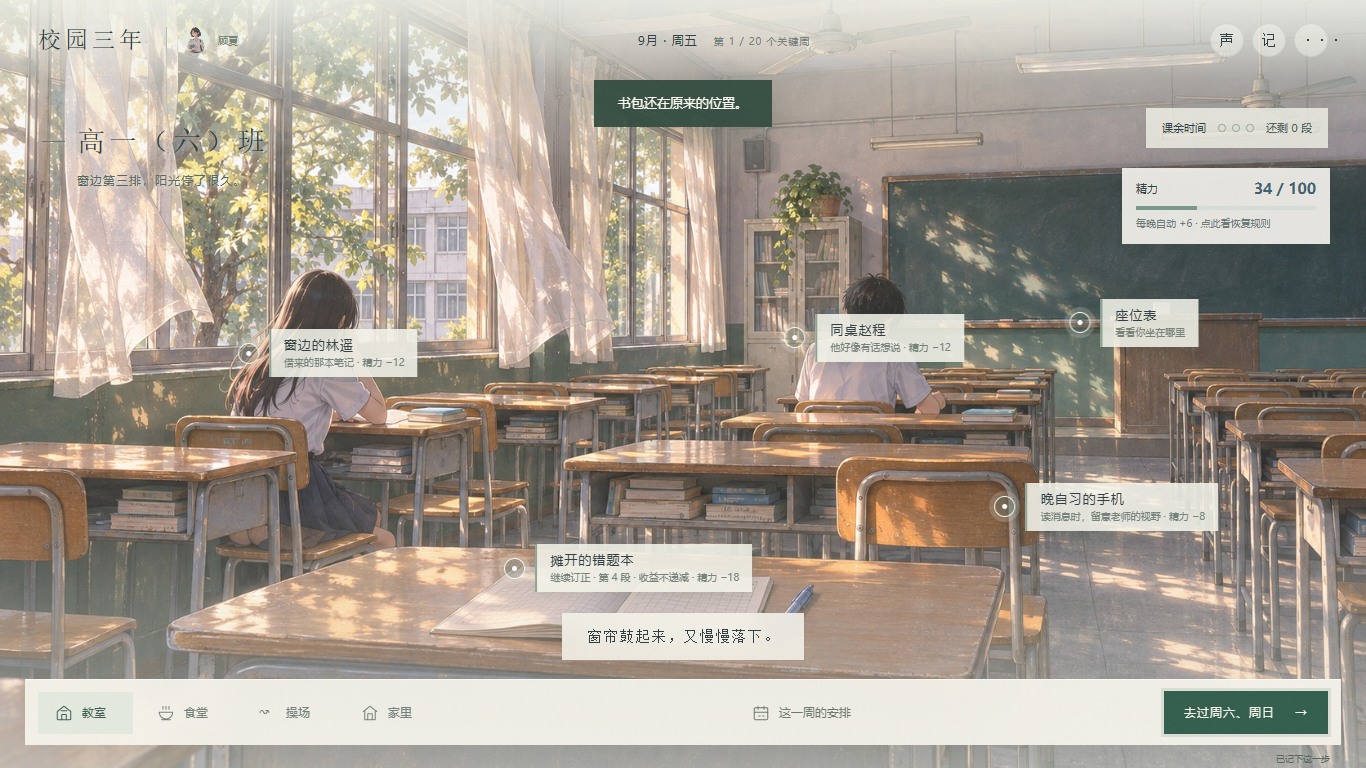 校园三年
顾夏
9月 · 周五 第 1 / 20 个关键周
声 记 ···
书包还在原来的位置。
高一（六）班
窗边第三排，阳光停了很久。
课余时间 ○ ○ ○ 还剩 0 段
精力 34 / 100
每晚自动 +6 · 点此看恢复规则
窗边的林遥
借来的那本笔记 · 精力 −12
同桌赵程
他好像有话想说 · 精力 −12
座位表
看看你坐在哪里
晚自习的手机
读消息时，留意老师的视野 · 精力 −8
摊开的错题本
继续订正 · 第 4 段 · 收益不递减 · 精力 −18
窗帘鼓起来，又慢慢落下。
教室 食堂 操场 家里 这一周的安排 去过周六、周日 →
已记下这一步